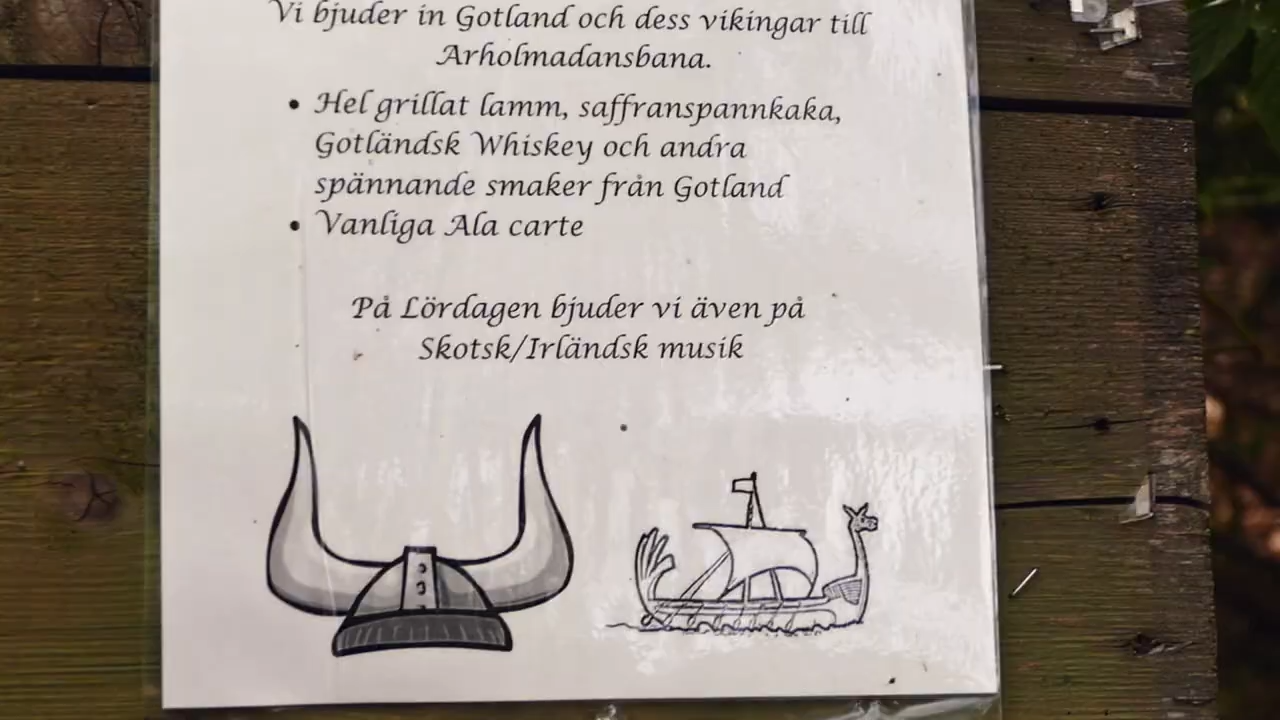 Vi bjuder in Gotland och dess vikingar till
Arholmadansbana.
• Hel grillat lamm, saffranspannkaka,
Gotländsk Whiskey och andra
spännande smaker från Gotland
• Vanliga Ala carte
På Lördagen bjuder vi även på
Skotsk/Irländsk musik